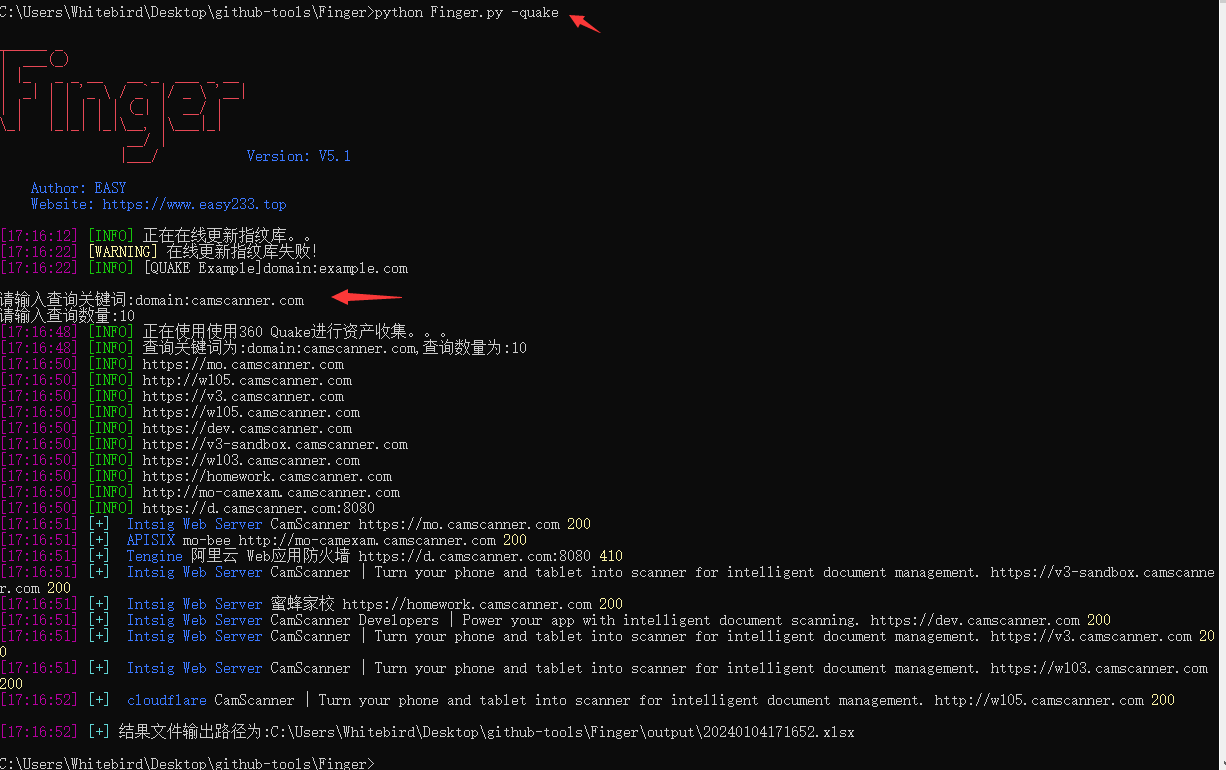 C:\Users\Whitebird\Desktop\github-tools\Finger>python Finger.py -quake
Finger
Version: V5.1
Author: EASY
Website: https://www.easy233.top
[17:16:12] [INFO] 正在在线更新指纹库。。
[17:16:22] [WARNING] 在线更新指纹库失败!
[17:16:22] [INFO] [QUAKE Example]domain:example.com
请输入查询关键词:domain:camscanner.com
请输入查询数量:10
[17:16:48] [INFO] 正在使用使用360 Quake进行资产收集。。。
[17:16:48] [INFO] 查询关键词为:domain:camscanner.com,查询数量为:10
[17:16:50] [INFO] https://mo.camscanner.com
[17:16:50] [INFO] http://w105.camscanner.com
[17:16:50] [INFO] https://v3.camscanner.com
[17:16:50] [INFO] https://w105.camscanner.com
[17:16:50] [INFO] https://dev.camscanner.com
[17:16:50] [INFO] https://v3-sandbox.camscanner.com
[17:16:50] [INFO] https://w103.camscanner.com
[17:16:50] [INFO] https://homework.camscanner.com
[17:16:50] [INFO] http://mo-camexam.camscanner.com
[17:16:50] [INFO] https://d.camscanner.com:8080
[17:16:51] [+] Intsig Web Server CamScanner https://mo.camscanner.com 200
[17:16:51] [+] APISIX mo-bee http://mo-camexam.camscanner.com 200
[17:16:51] [+] Tengine 阿里云 Web应用防火墙 https://d.camscanner.com:8080 410
[17:16:51] [+] Intsig Web Server CamScanner | Turn your phone and tablet into scanner for intelligent document management. https://v3-sandbox.camscanne
r.com 200
[17:16:51] [+] Intsig Web Server 蜜蜂家校 https://homework.camscanner.com 200
[17:16:51] [+] Intsig Web Server CamScanner Developers | Power your app with intelligent document scanning. https://dev.camscanner.com 200
[17:16:51] [+] Intsig Web Server CamScanner | Turn your phone and tablet into scanner for intelligent document management. https://v3.camscanner.com 20
0
[17:16:51] [+] Intsig Web Server CamScanner | Turn your phone and tablet into scanner for intelligent document management. https://w103.camscanner.com
200
[17:16:52] [+] cloudflare CamScanner | Turn your phone and tablet into scanner for intelligent document management. http://w105.camscanner.com 200
[17:16:52] [+] 结果文件输出路径为:C:\Users\Whitebird\Desktop\github-tools\Finger\output\20240104171652.xlsx
C:\Users\Whitebird\Desktop\github-tools\Finger>